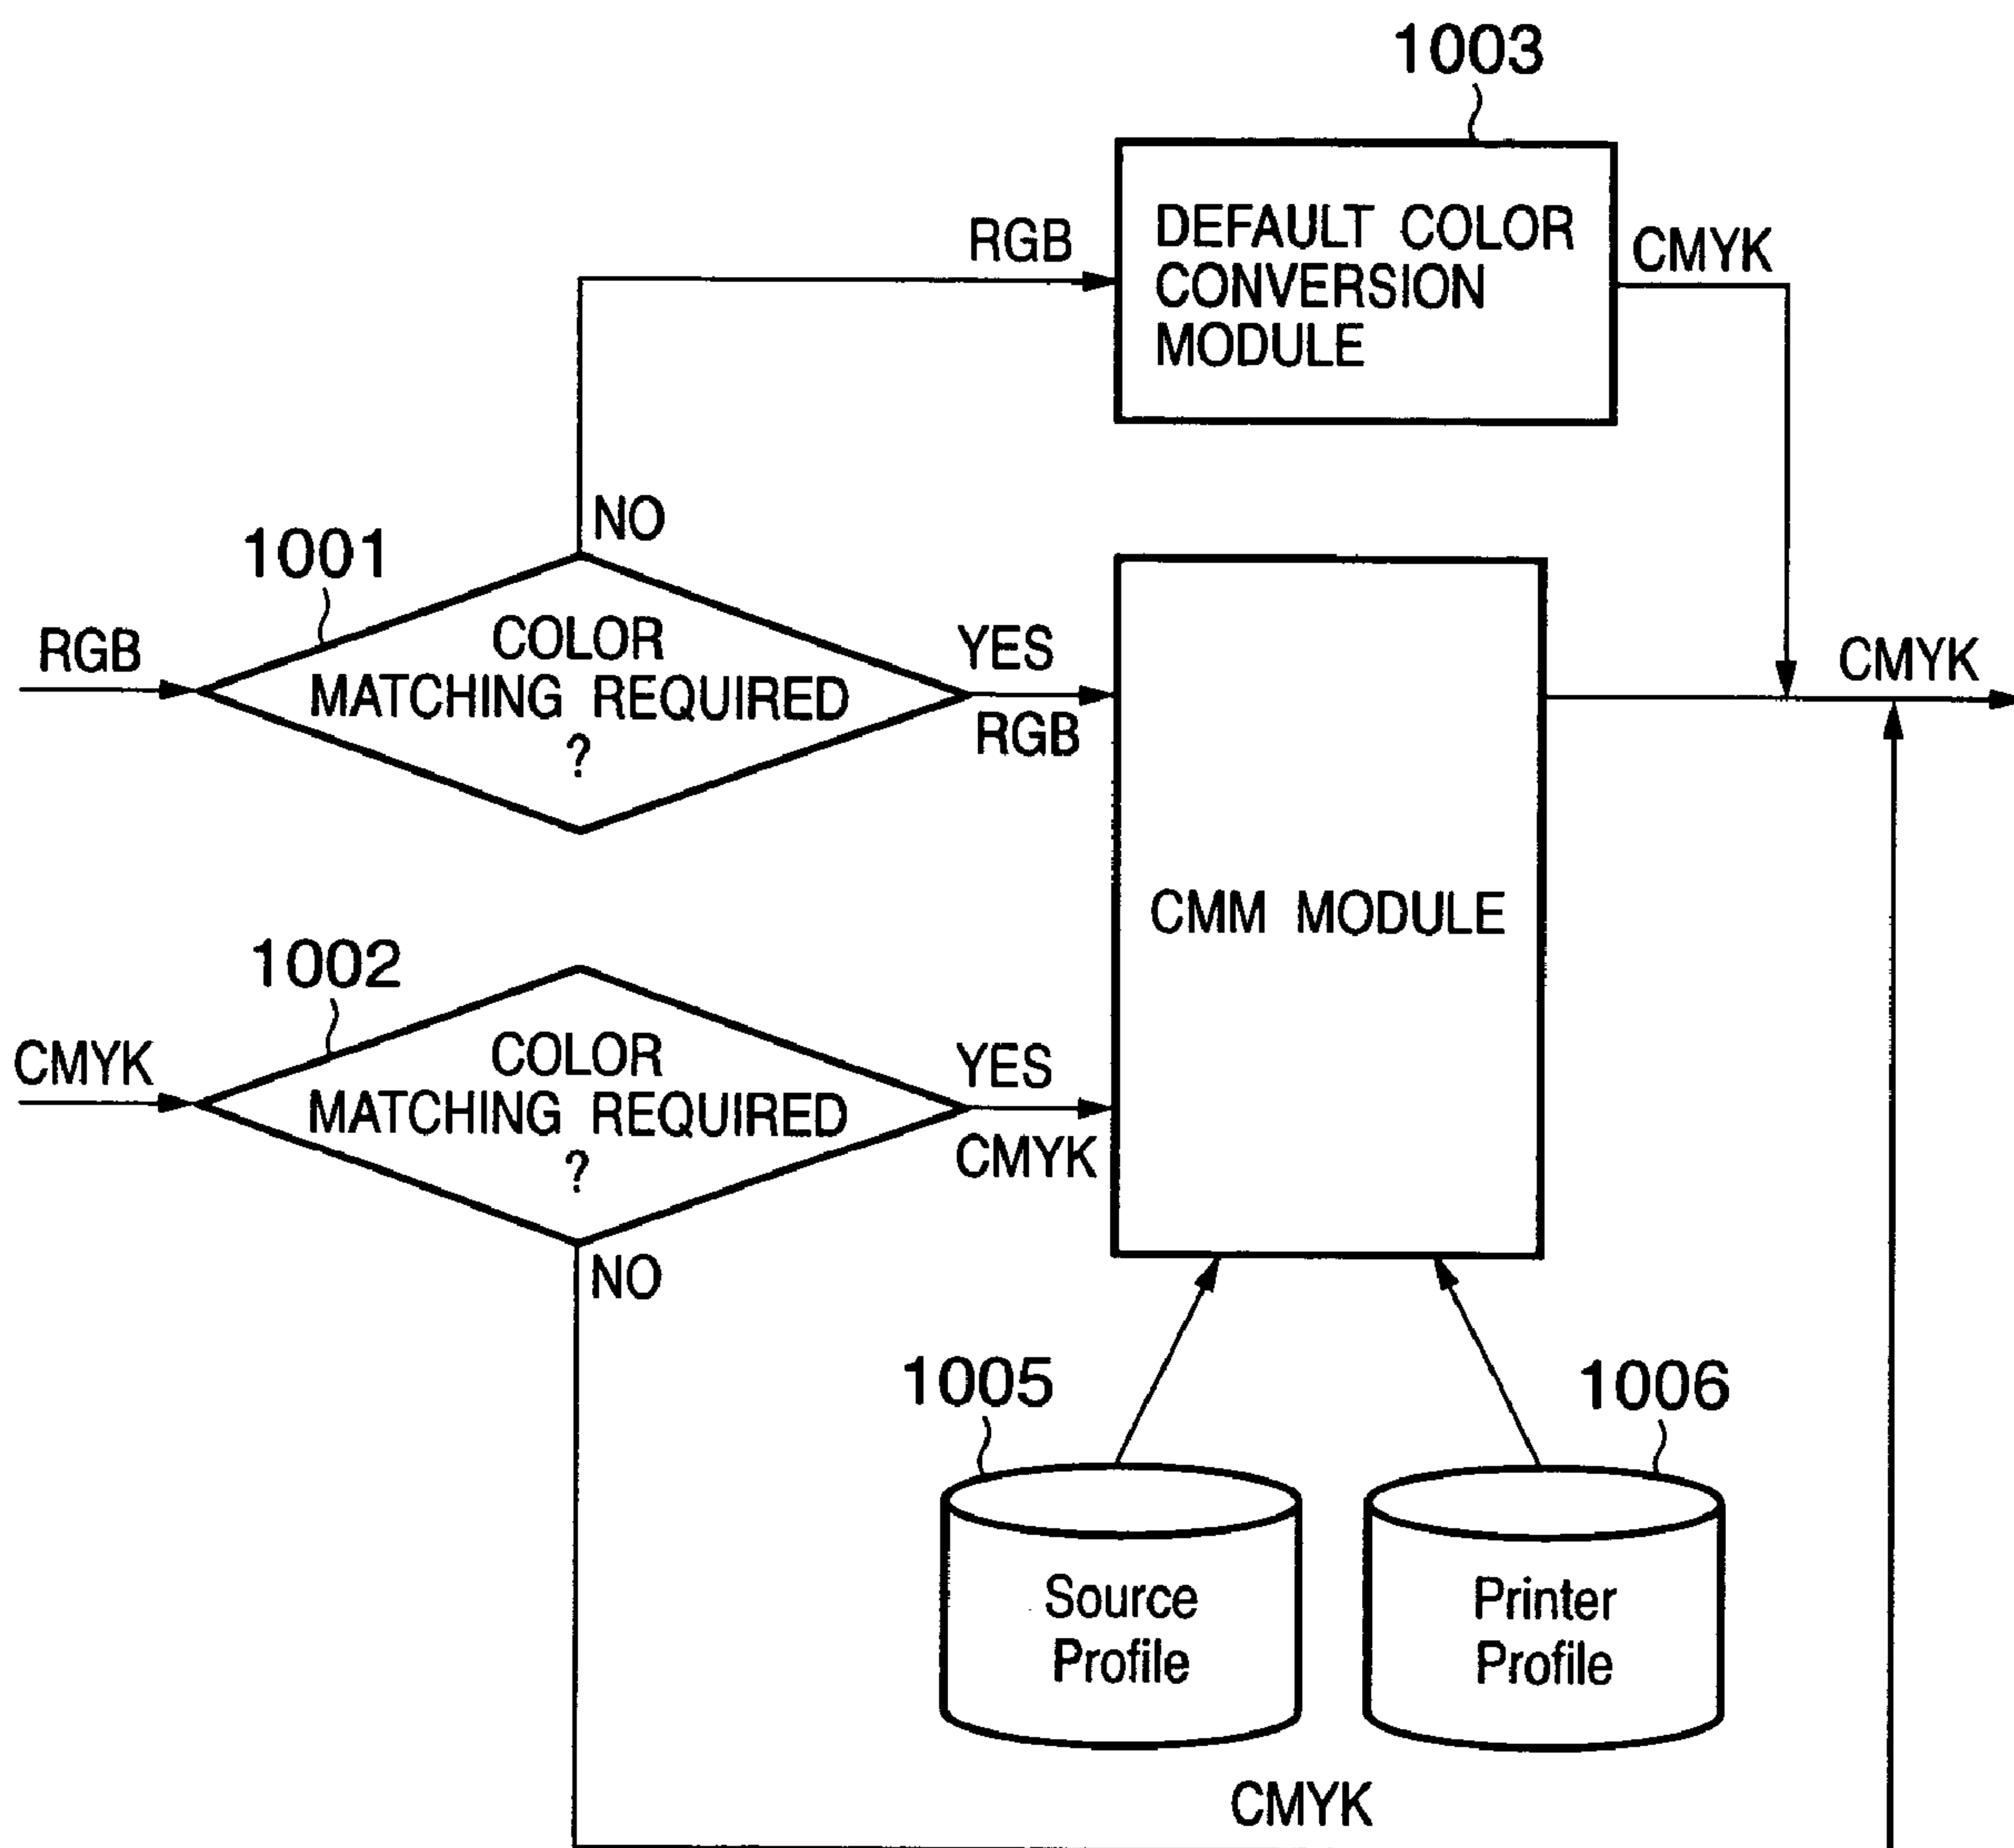 1003
RGB
DEFAULT COLOR
CONVERSION
MODULE
CMYK
NO
1001
RGB
COLOR
MATCHING REQUIRED
?
YES
RGB
CMM MODULE
CMYK
1002
CMYK
COLOR
MATCHING REQUIRED
?
YES
CMYK
NO
1005
1006
Source
Profile
Printer
Profile
CMYK